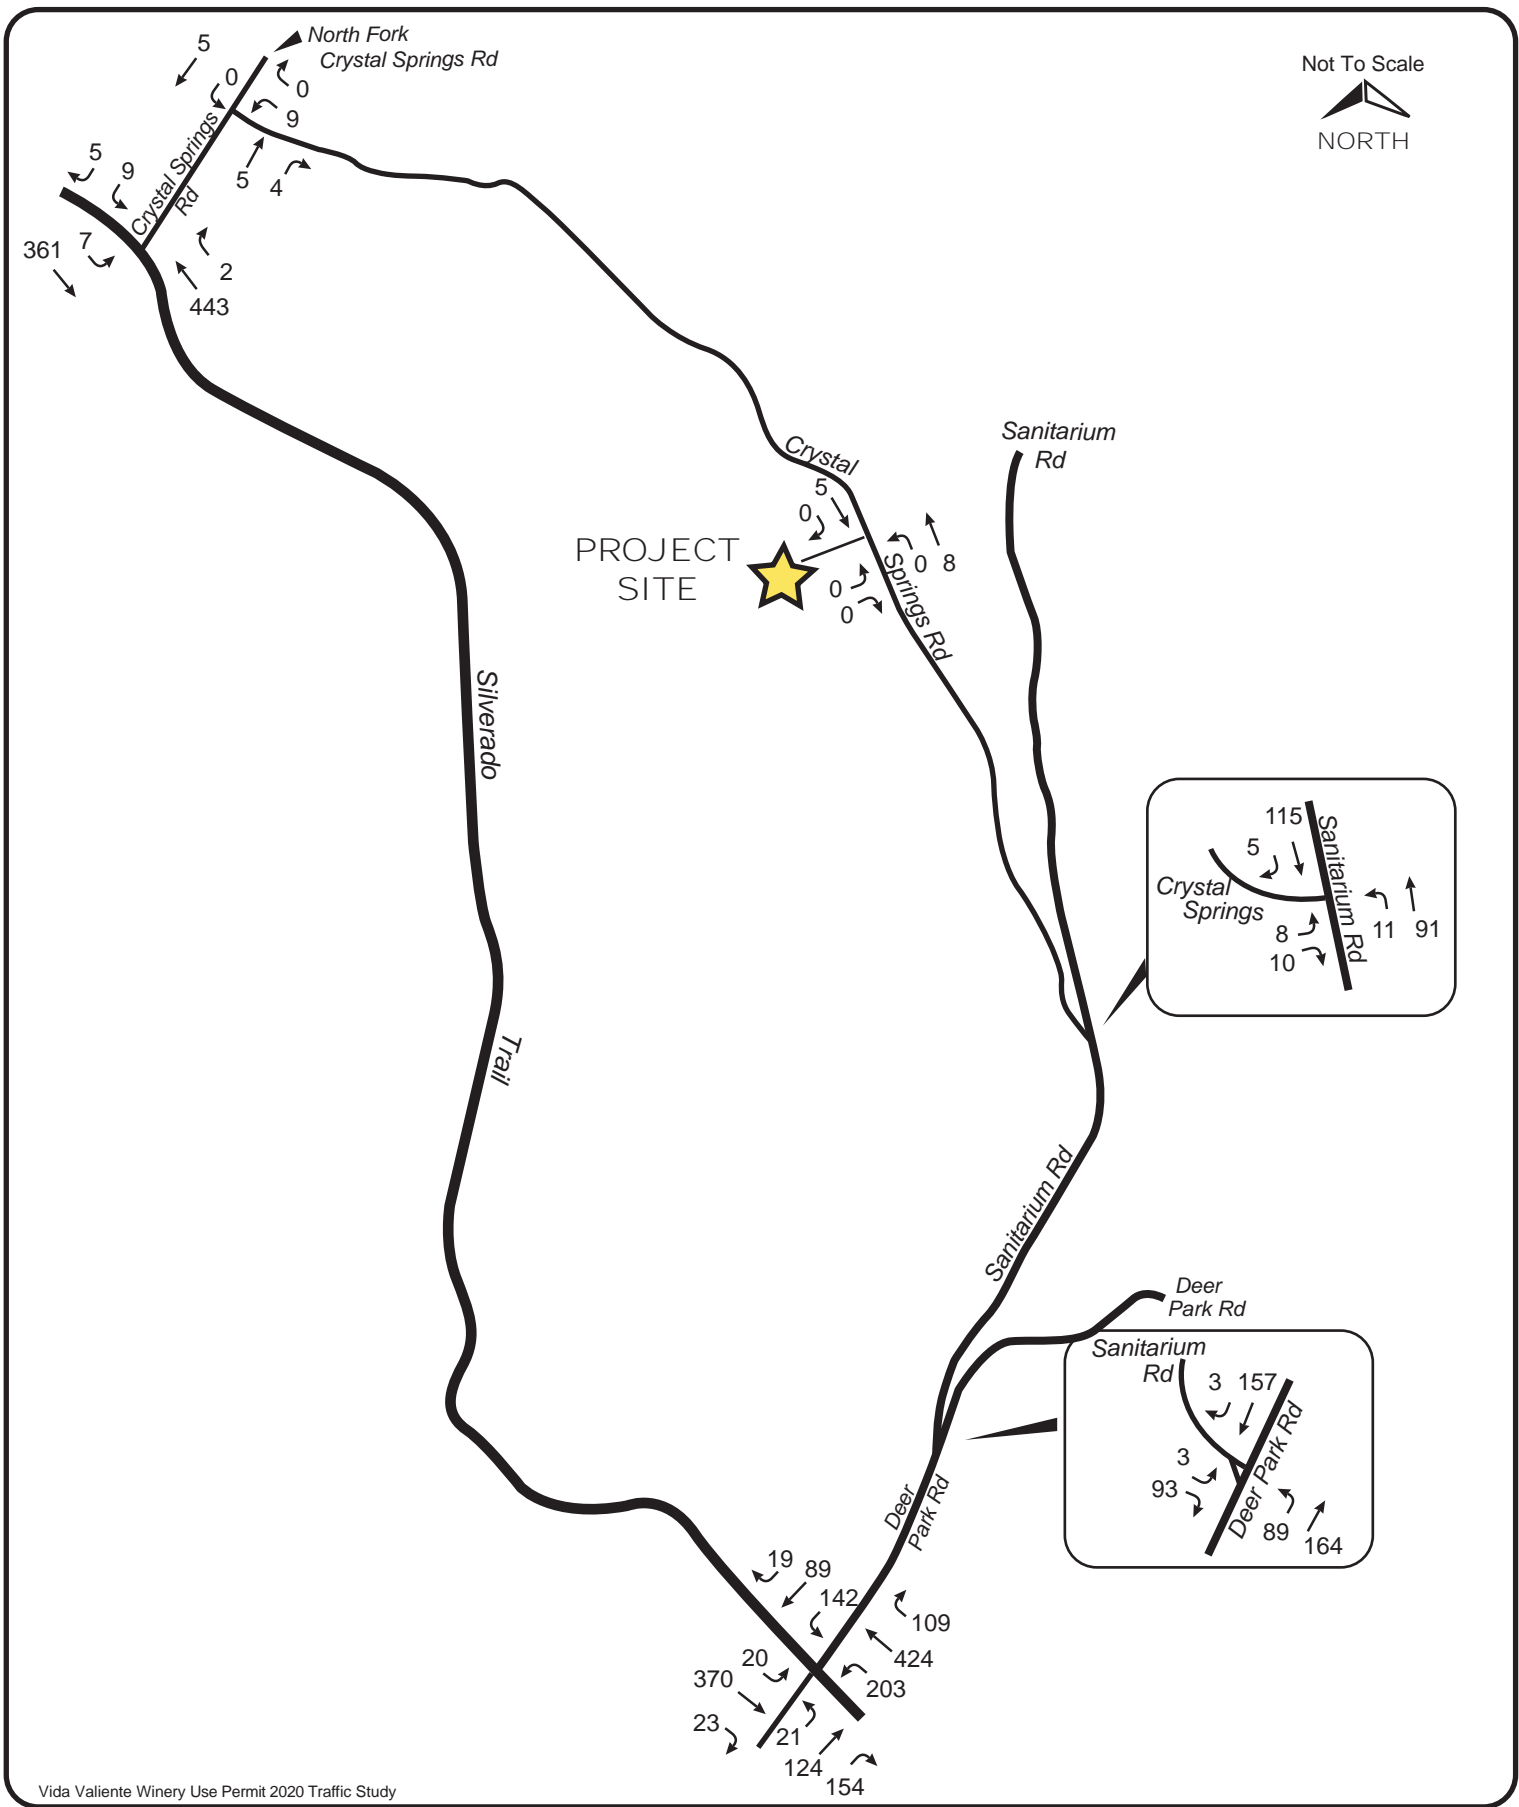 North Fork
Crystal Springs Rd
Not To Scale
NORTH
5
0
0
9
5
4
Crystal Springs
Rd
5
9
361
7
2
443
Sanitarium
Rd
Crystal
Springs Rd
5
0
0
8
0
0
PROJECT
SITE
Silverado
Trail
115
5
Sanitarium Rd
Crystal
Springs
8
10
11
91
Sanitarium Rd
Deer
Park Rd
Sanitarium
Rd
3
157
3
93
Deer Park Rd
89
164
Deer
Park Rd
19
89
142
109
424
203
20
370
23
21
124
154
Vida Valiente Winery Use Permit 2020 Traffic Study